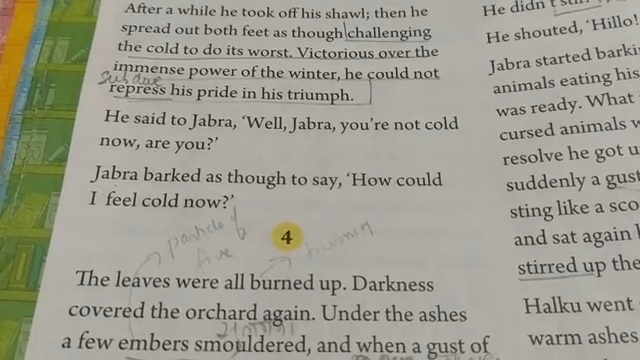 After a while he took off his shawl; then he
spread out both feet as though challenging
the cold to do its worst. Victorious over the
immense power of the winter, he could not
subdue
repress his pride in his triumph.
He said to Jabra, ‘Well, Jabra, you’re not cold
now, are you?’
Jabra barked as though to say, ‘How could
I feel cold now?’
particle of
fire
4
The leaves were all burned up. Darkness
covered the orchard again. Under the ashes
a few embers smouldered, and when a gust of
He didn’t
He shouted, ‘Hillo!
Jabra started
animals eating his
was ready. What
cursed animals
resolve he got
suddenly a gust
sting like a
and sat again
stirred up the
Halku went
warm ashes,